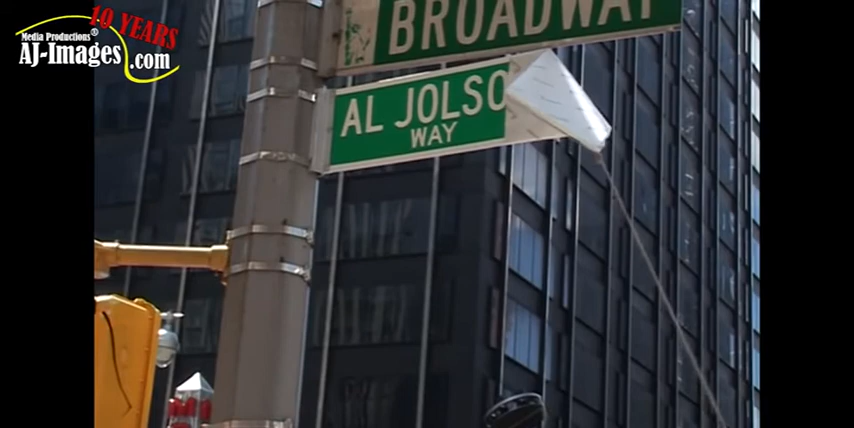 10 YEARS
Media Productions®
AJ-Images
.com
BROADWAY
AL JOLSO
WAY